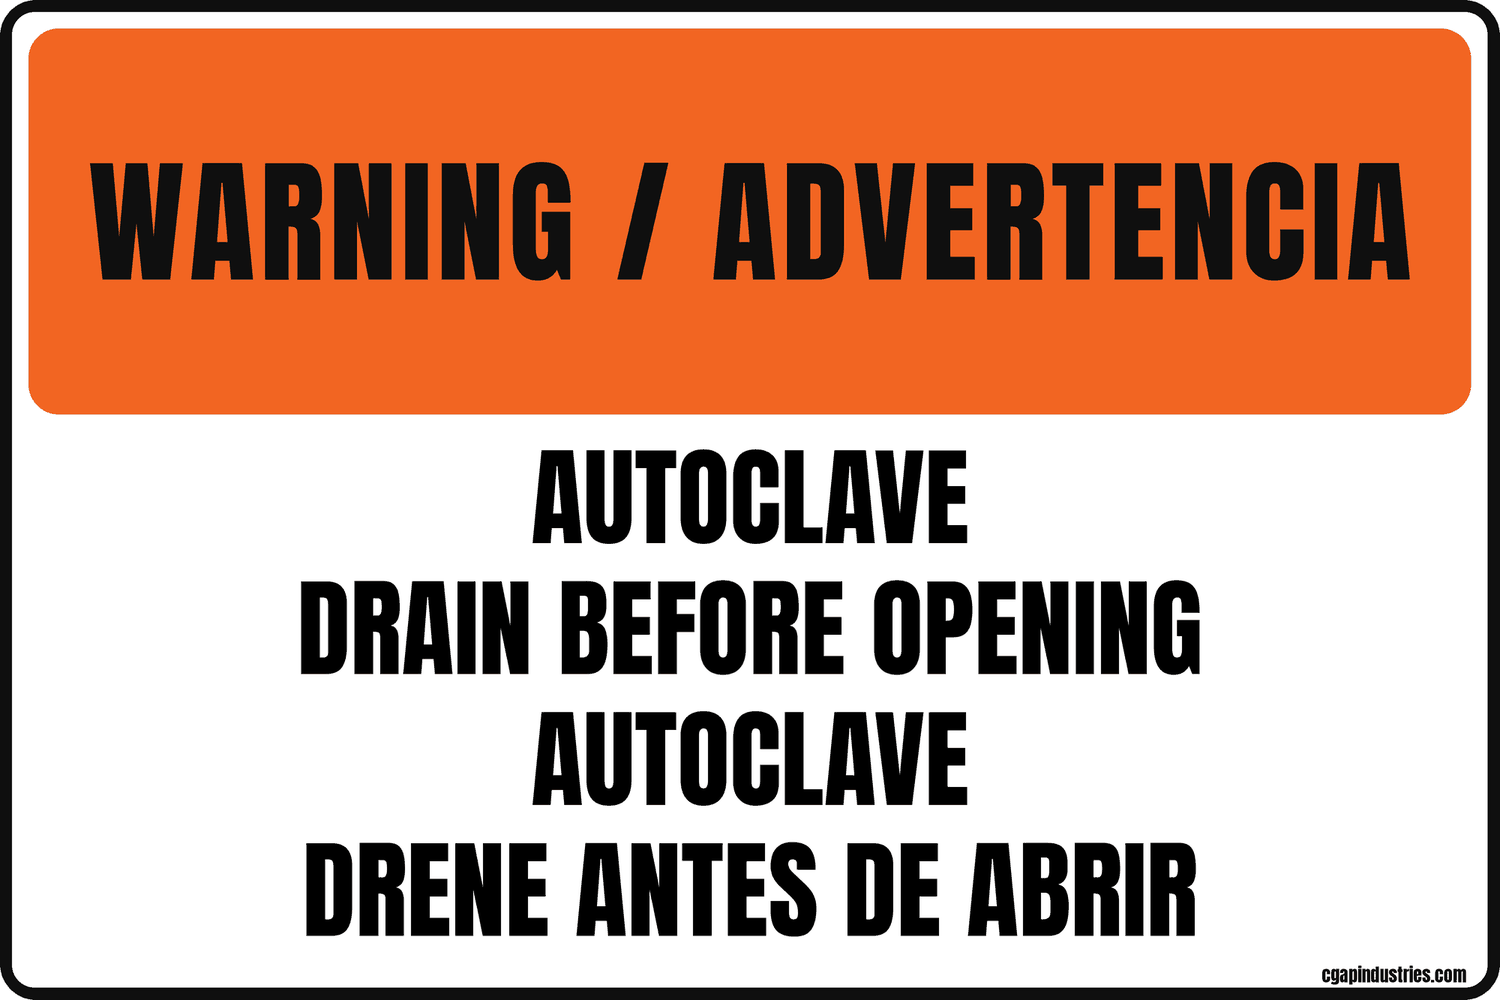 WARNING / ADVERTENCIA
AUTOCLAVE
DRAIN BEFORE OPENING
AUTOCLAVE
DRENE ANTES DE ABRIR
cgapindustries.com